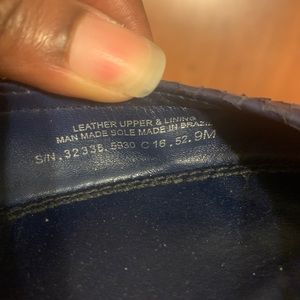 LEATHER UPPER & LINING
MAN MADE SOLE MADE IN BRAZIL
S/N.32338.5930 C 16.52.9M